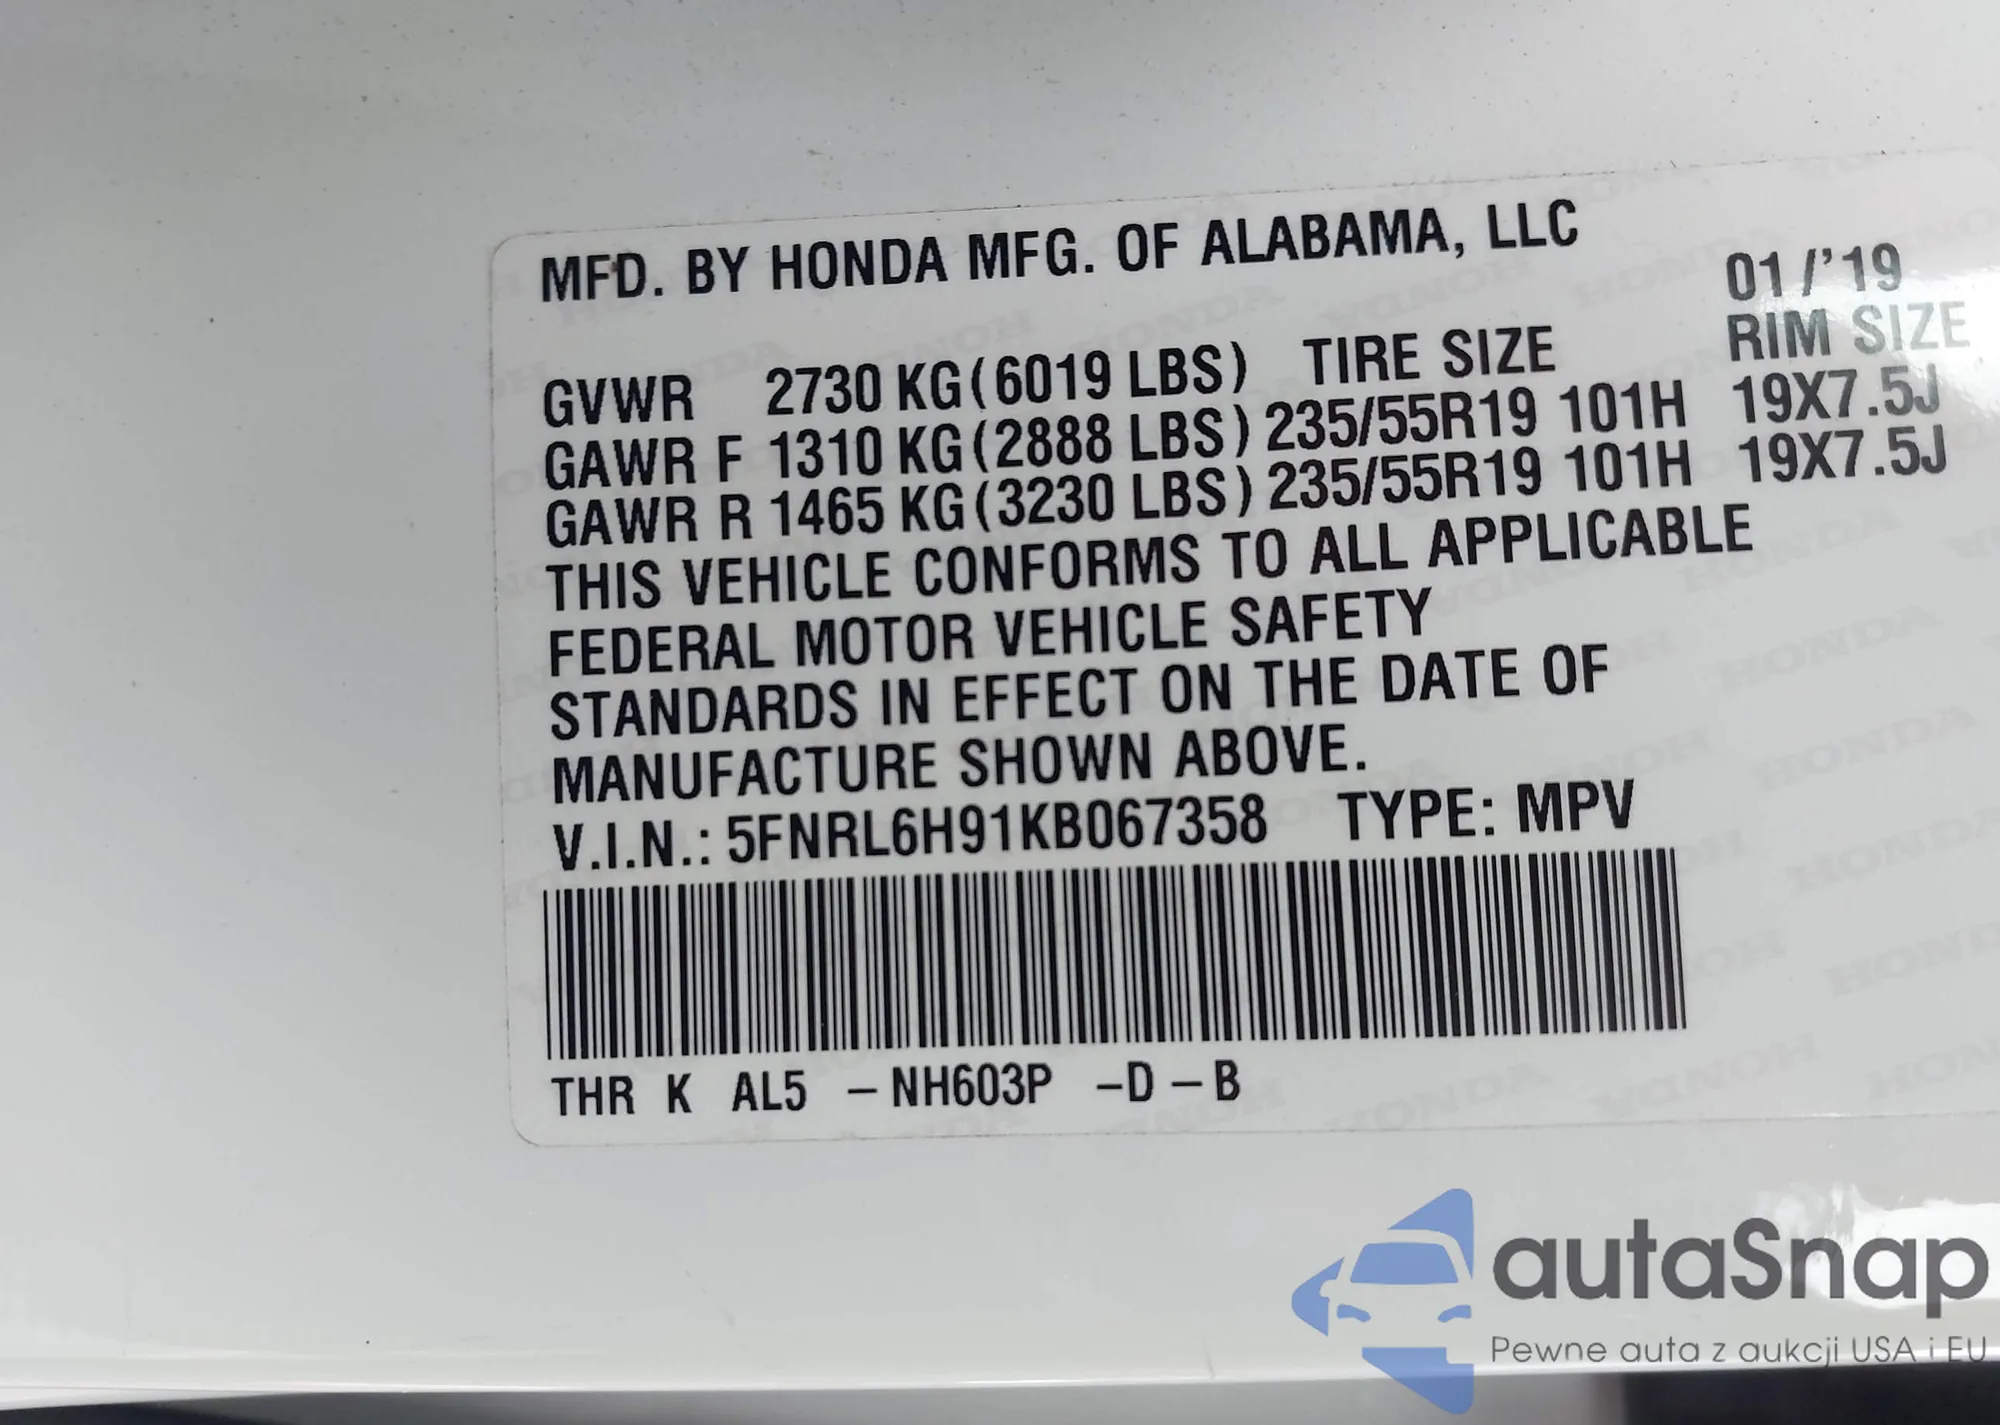 MFD. BY HONDA MFG. OF ALABAMA, LLC
01/'19
GVWR 2730 KG(6019 LBS) TIRE SIZE RIM SIZE
GAWR F 1310 KG(2888 LBS) 235/55R19 101H 19X7.5J
GAWR R 1465 KG(3230 LBS) 235/55R19 101H 19X7.5J
THIS VEHICLE CONFORMS TO ALL APPLICABLE
FEDERAL MOTOR VEHICLE SAFETY
STANDARDS IN EFFECT ON THE DATE OF
MANUFACTURE SHOWN ABOVE.
V.I.N.: 5FNRL6H91KB067358 TYPE: MPV
THR K AL5 -NH603P -D-B
autaSnap
Pewne auta z aukcji USA i EU